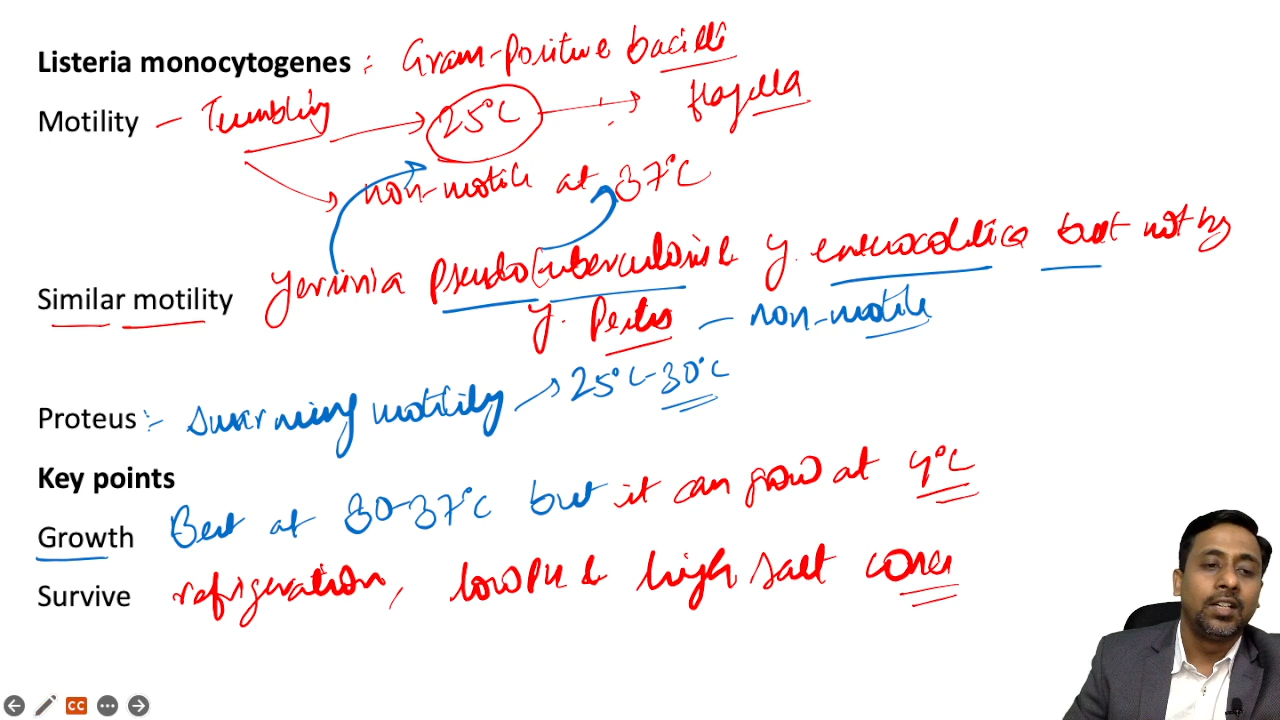 Listeria monocytogenes :- Gram-Positive bacilli
Motility - Tumbling → 25°C → flagella
→ non-motile at 37°C
Similar motility Yersinia Pseudotuberculosis & Y. enterocolitica but not by
Y. Pestis - non-motile
Proteus :- Swarming motility → 25°C-30°C
Key points
Growth Best at 30-37°C but it can grow at 4°C
Survive refrigeration, low PH & high salt concn
CC